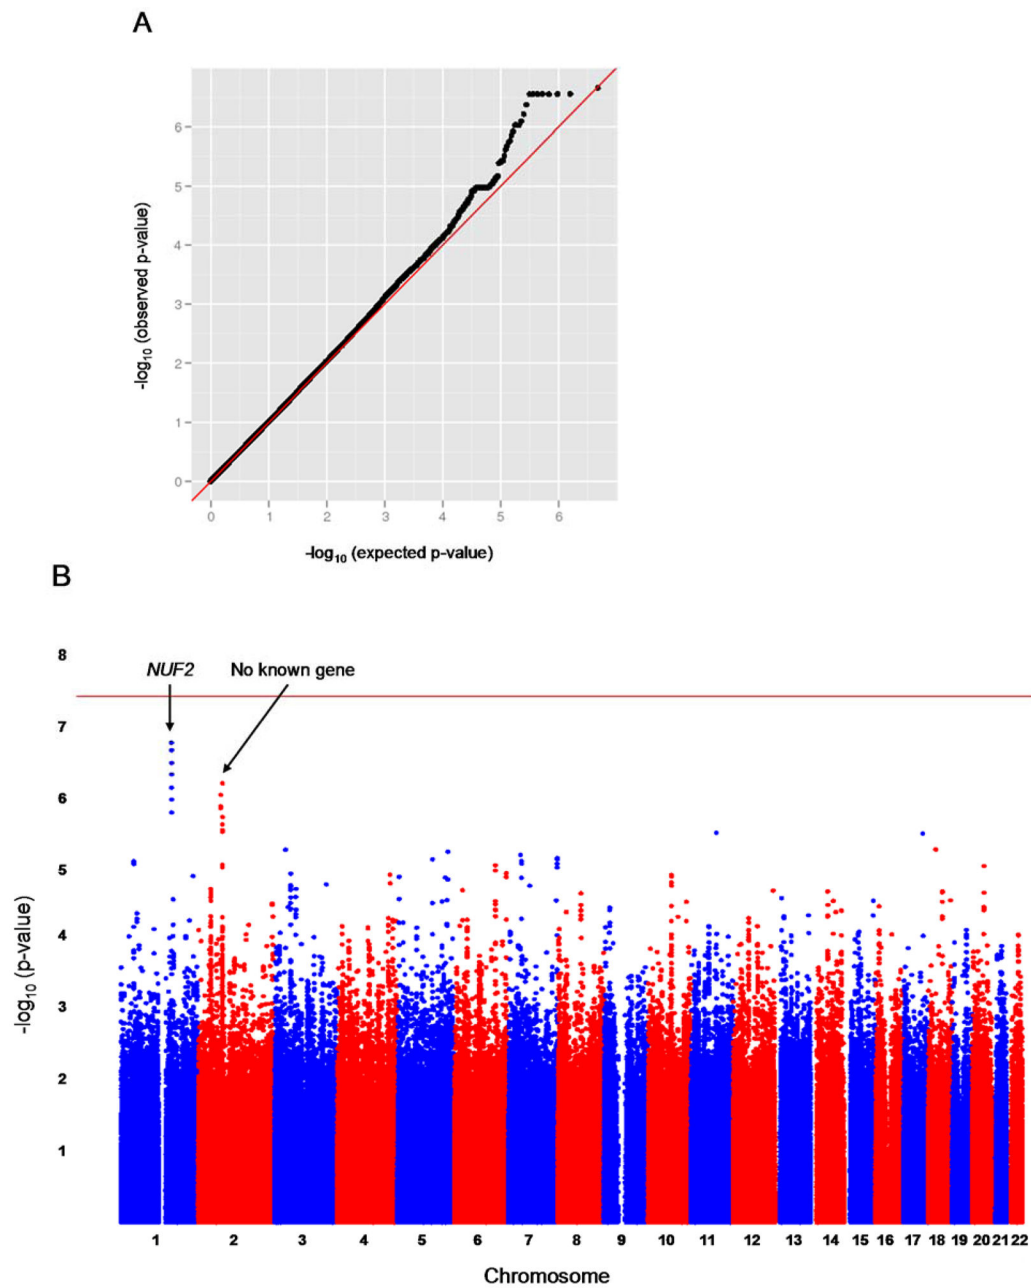 A
6
5
4
3
2
1
0
-log10 (observed p-value)
0 1 2 3 4 5 6
-log10 (expected p-value)
B
8
NUF2 No known gene
7
6
5
4
3
2
1
-log10 (p-value)
1 2 3 4 5 6 7 8 9 10 11 12 13 14 15 16 17 18 19 20 21 22
Chromosome